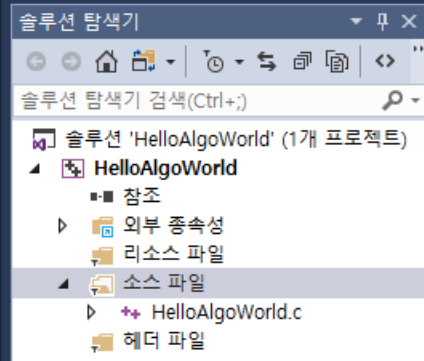 솔루션 탐색기
솔루션 탐색기 검색(Ctrl+;)
솔루션 'HelloAlgoWorld' (1개 프로젝트)
HelloAlgoWorld
참조
외부 종속성
리소스 파일
소스 파일
HelloAlgoWorld.c
헤더 파일